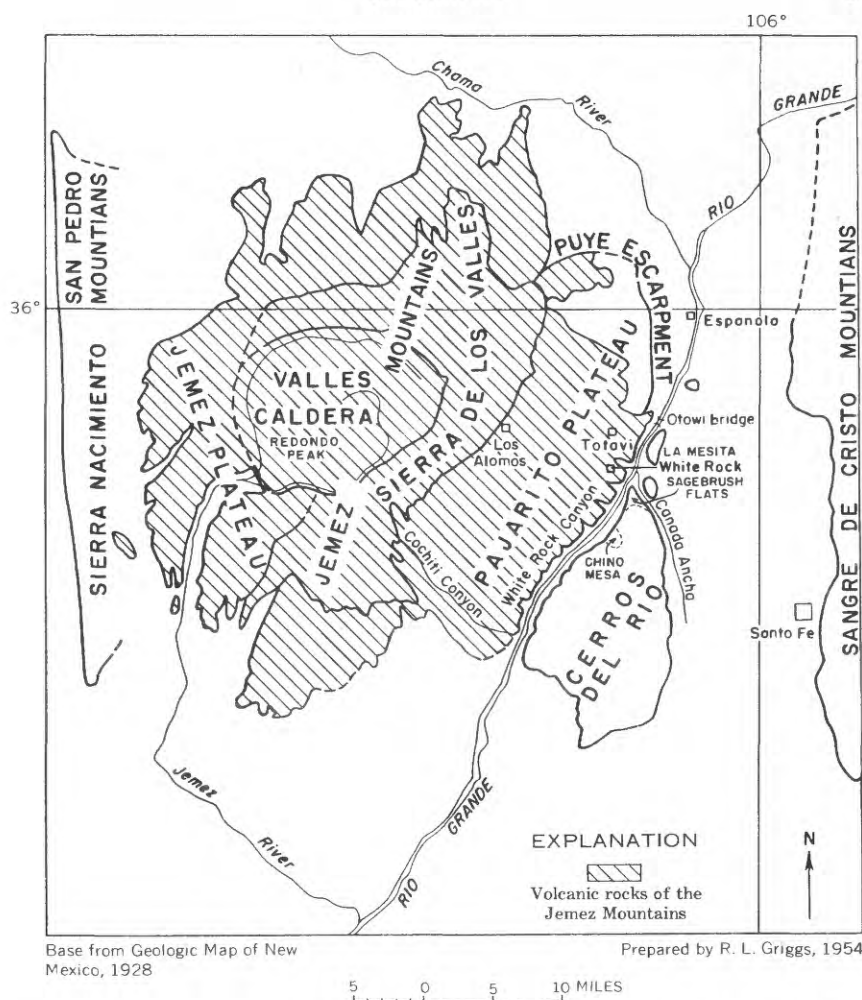 106°
Chama
River
GRANDE
RIO
SAN PEDRO
MOUNTIANS
PUYE ESCARPMENT
MOUNTAINS
SIERRA DE LOS VALLES
36°
Espanola
JEMEZ PLATEAU
VALLES
CALDERA
REDONDO
PEAK
Los
Alomos
PAJARITO PLATEAU
Totavi
Otowi bridge
LA MESITA
White Rock
SAGEBRUSH
FLATS
SIERRA NACIMIENTO
JEMEZ
Cochiti Canyon
White Rock Canyon
CHINO
MESA
Canada Ancha
CERROS
DEL RIO
Santo Fe
SANGRE DE CRISTO MOUNTIANS
Jemez
River
RIO
GRANDE
EXPLANATION
Volcanic rocks of the
Jemez Mountains
N
Base from Geologic Map of New
Mexico, 1928
Prepared by R. L. Griggs, 1954
5 0 5 10 MILES